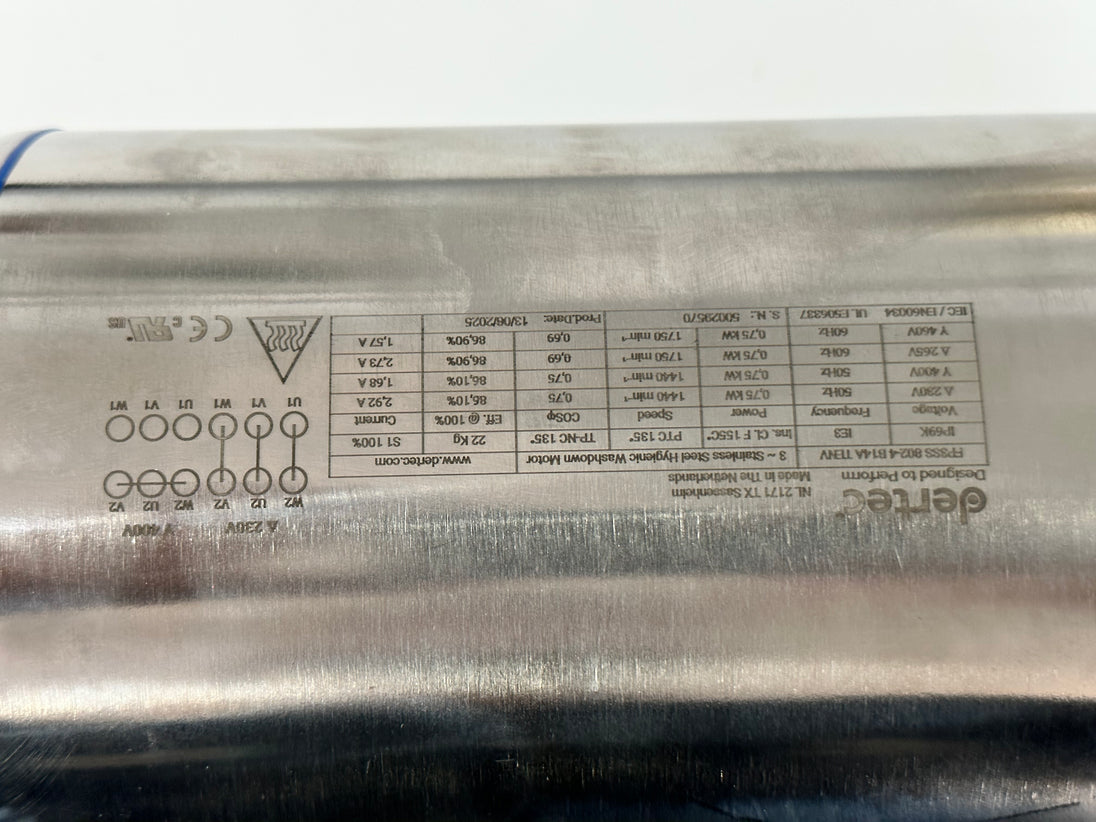 dertec
Designed to Perform
NL 2171 TX Sassenheim
Made In The Netherlands
FPSSS 802-4 B14A TENV 3 ~ Stainless Steel Hygienic Washdown Motor www.dertec.com
IP69K IE3 Ins. CL F 155C° PTC 135° TP-NC 135° 22 Kg S1 100%
Voltage Frequency Power Speed COSφ Eff. @ 100% Current
Δ 230V 50Hz 0,75 kW 1440 min⁻¹ 0,75 86,10% 2,92 A
Y 400V 50Hz 0,75 kW 1440 min⁻¹ 0,75 86,10% 1,68 A
Δ 265V 60Hz 0,75 kW 1750 min⁻¹ 0,69 86,90% 2,73 A
Y 460V 60Hz 0,75 kW 1750 min⁻¹ 0,69 86,90% 1,57 A
IEC / EN60034 UL E506337 S. N.: 50029570 Prod.Date: 13/06/2025
Δ 230V Y 400V
W2 U2 V2 W2 U2 V2
U1 V1 W1 U1 V1 W1
CE c RU US